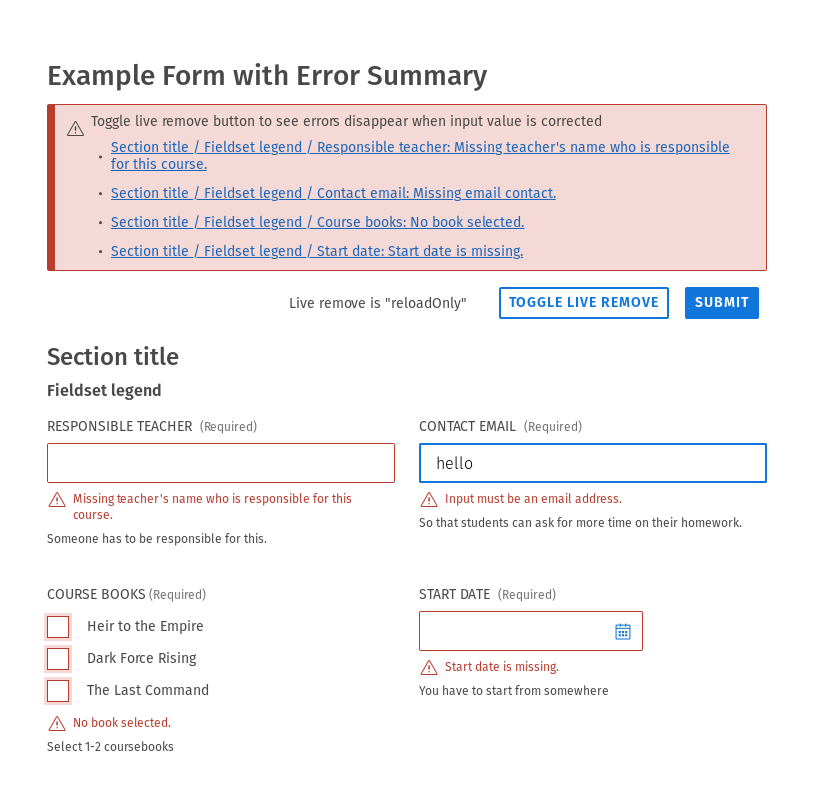 Example Form with Error Summary
Toggle live remove button to see errors disappear when input value is corrected
Section title / Fieldset legend / Responsible teacher: Missing teacher's name who is responsible
for this course.
Section title / Fieldset legend / Contact email: Missing email contact.
Section title / Fieldset legend / Course books: No book selected.
Section title / Fieldset legend / Start date: Start date is missing.
Live remove is "reloadOnly"
TOGGLE LIVE REMOVE
SUBMIT
Section title
Fieldset legend
RESPONSIBLE TEACHER (Required)
Missing teacher's name who is responsible for this
course.
Someone has to be responsible for this.
CONTACT EMAIL (Required)
hello
Input must be an email address.
So that students can ask for more time on their homework.
COURSE BOOKS (Required)
Heir to the Empire
Dark Force Rising
The Last Command
No book selected.
Select 1-2 coursebooks
START DATE (Required)
Start date is missing.
You have to start from somewhere